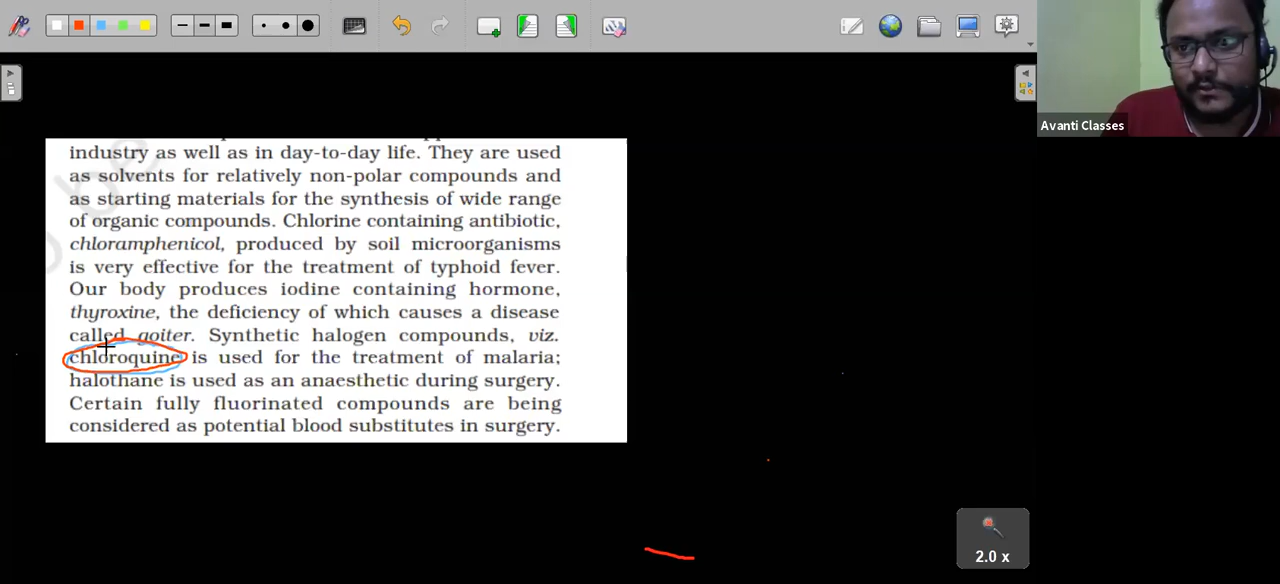 Avanti Classes
industry as well as in day-to-day life. They are used
as solvents for relatively non-polar compounds and
as starting materials for the synthesis of wide range
of organic compounds. Chlorine containing antibiotic,
chloramphenicol, produced by soil microorganisms
is very effective for the treatment of typhoid fever.
Our body produces iodine containing hormone,
thyroxine, the deficiency of which causes a disease
called goiter. Synthetic halogen compounds, viz.
chloroquine is used for the treatment of malaria;
halothane is used as an anaesthetic during surgery.
Certain fully fluorinated compounds are being
considered as potential blood substitutes in surgery.
be
2.0 x